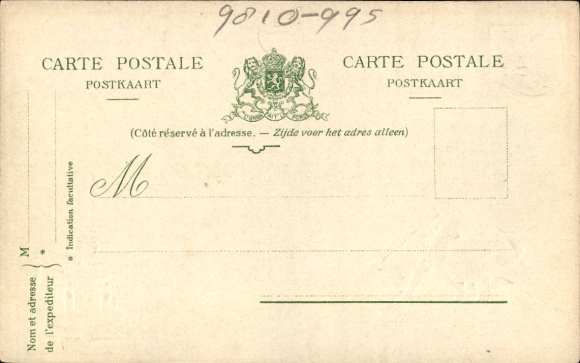 9810-995
CARTE POSTALE
POSTKAART
CARTE POSTALE
POSTKAART
L'UNION FAIT LA FORCE
(Côté réservé à l'adresse. — Zijde voor het adres alleen)
M
* Indication facultative
M
*
Nom et adresse
de l'expéditeur